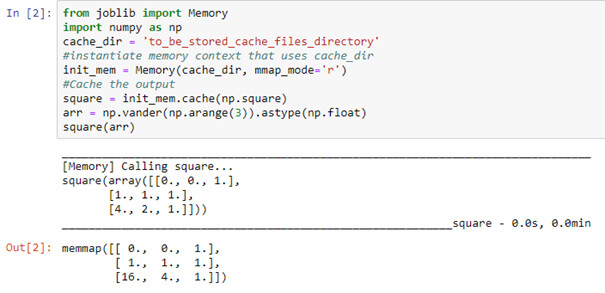 In [2]: from joblib import Memory
import numpy as np
cache_dir = 'to_be_stored_cache_files_directory'
#instantiate memory context that uses cache_dir
init_mem = Memory(cache_dir, mmap_mode='r')
#Cache the output
square = init_mem.cache(np.square)
arr = np.vander(np.arange(3)).astype(np.float)
square(arr)
________________________________________________________________________________
[Memory] Calling square...
square(array([[0., 0., 1.],
       [1., 1., 1.],
       [4., 2., 1.]]))
___________________________________________________________square - 0.0s, 0.0min
Out[2]: memmap([[ 0.,  0.,  1.],
        [ 1.,  1.,  1.],
        [16.,  4.,  1.]])